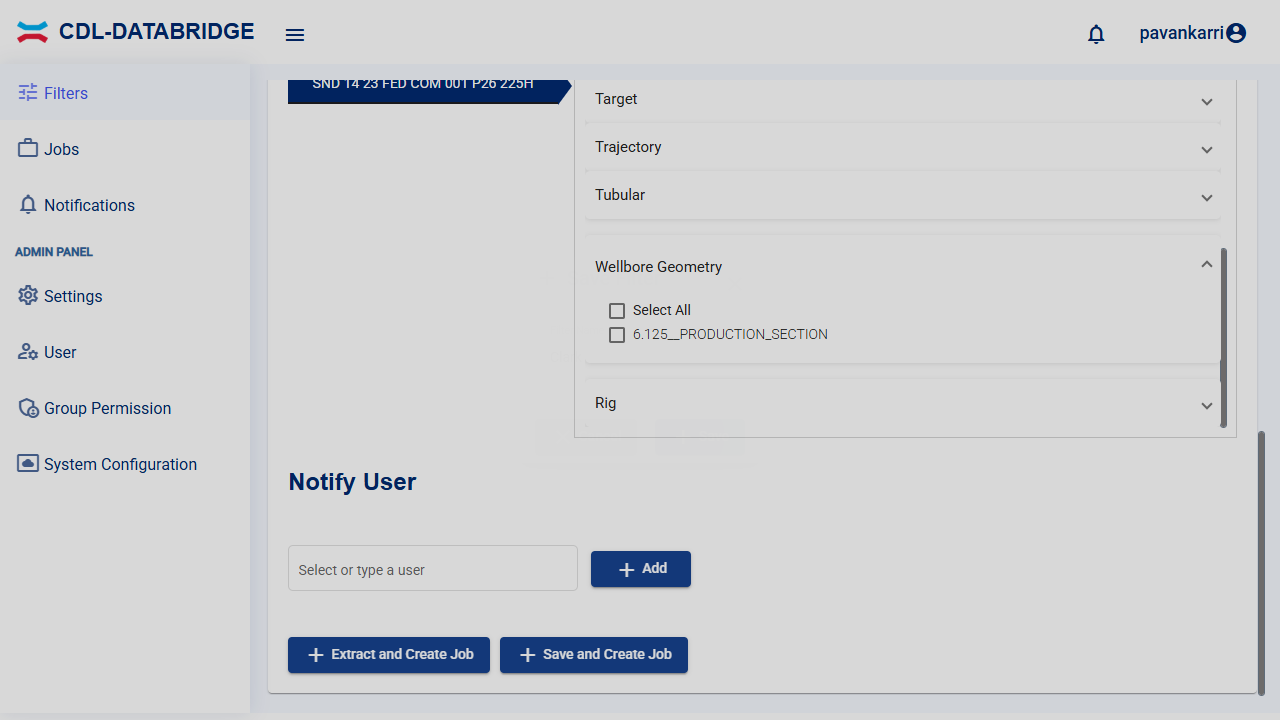 CDL-DATABRIDGE
pavankarri
Filters
Jobs
Notifications
ADMIN PANEL
Settings
User
Group Permission
System Configuration
SND 14 23 FED COM 001 P26 225H
Target
Trajectory
Tubular
Wellbore Geometry
Select All
6.125__PRODUCTION_SECTION
Rig
Notify User
Select or type a user
Add
Extract and Create Job
Save and Create Job